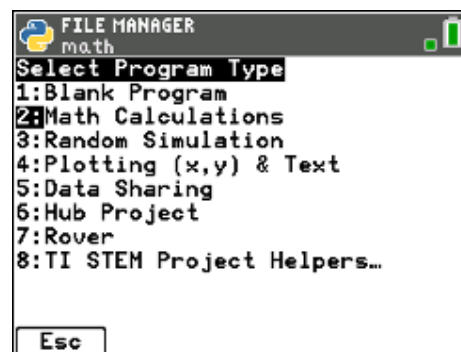 FILE MANAGER
math
Select Program Type
1:Blank Program
2:Math Calculations
3:Random Simulation
4:Plotting (x,y) & Text
5:Data Sharing
6:Hub Project
7:Rover
8:TI STEM Project Helpers…
Esc